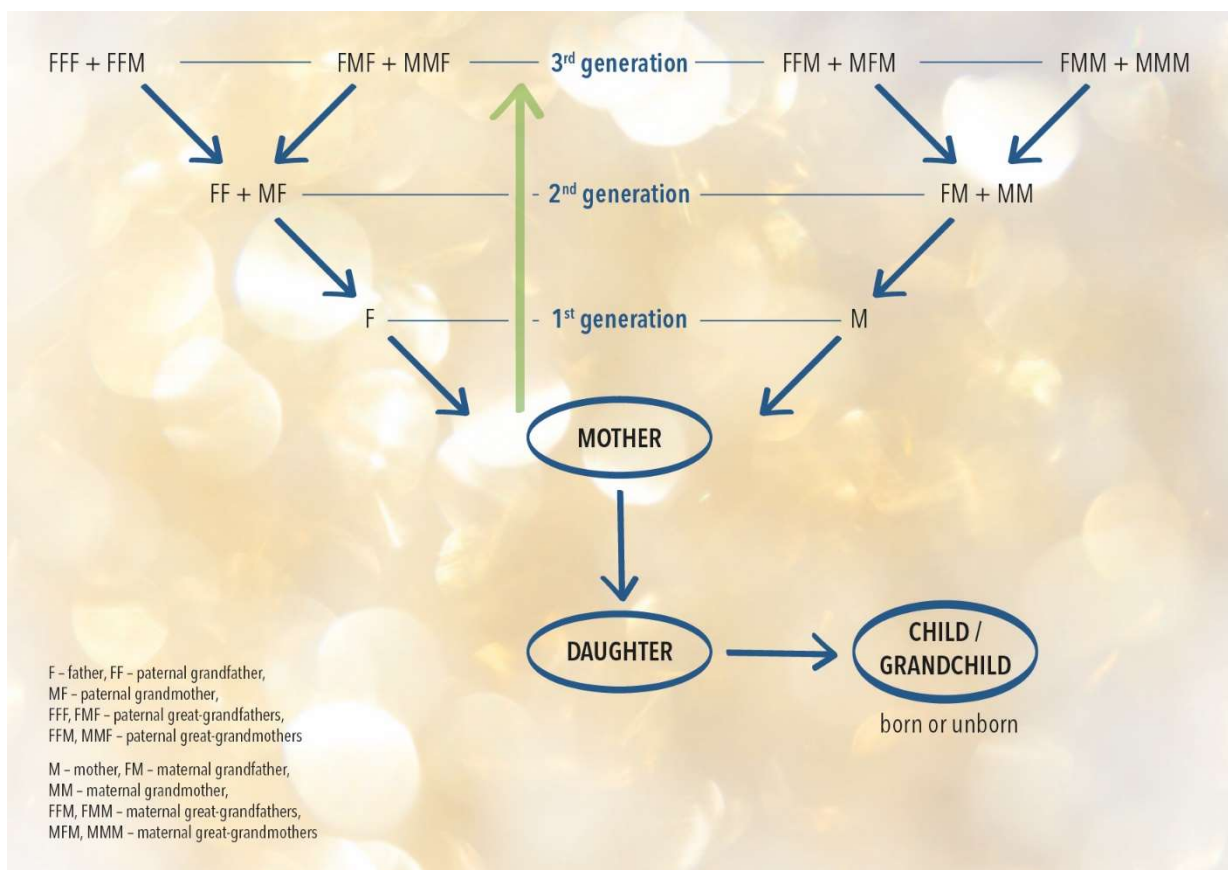 FFF + FFM FMF + MMF 3rd generation FFM + MFM FMM + MMM
FF + MF 2nd generation FM + MM
F 1st generation M
MOTHER
DAUGHTER
CHILD /
GRANDCHILD
born or unborn
F – father, FF – paternal grandfather,
MF – paternal grandmother,
FFF, FMF – paternal great-grandfathers,
FFM, MMF – paternal great-grandmothers
M – mother, FM – maternal grandfather,
MM – maternal grandmother,
FFM, FMM – maternal great-grandfathers,
MFM, MMM – maternal great-grandmothers